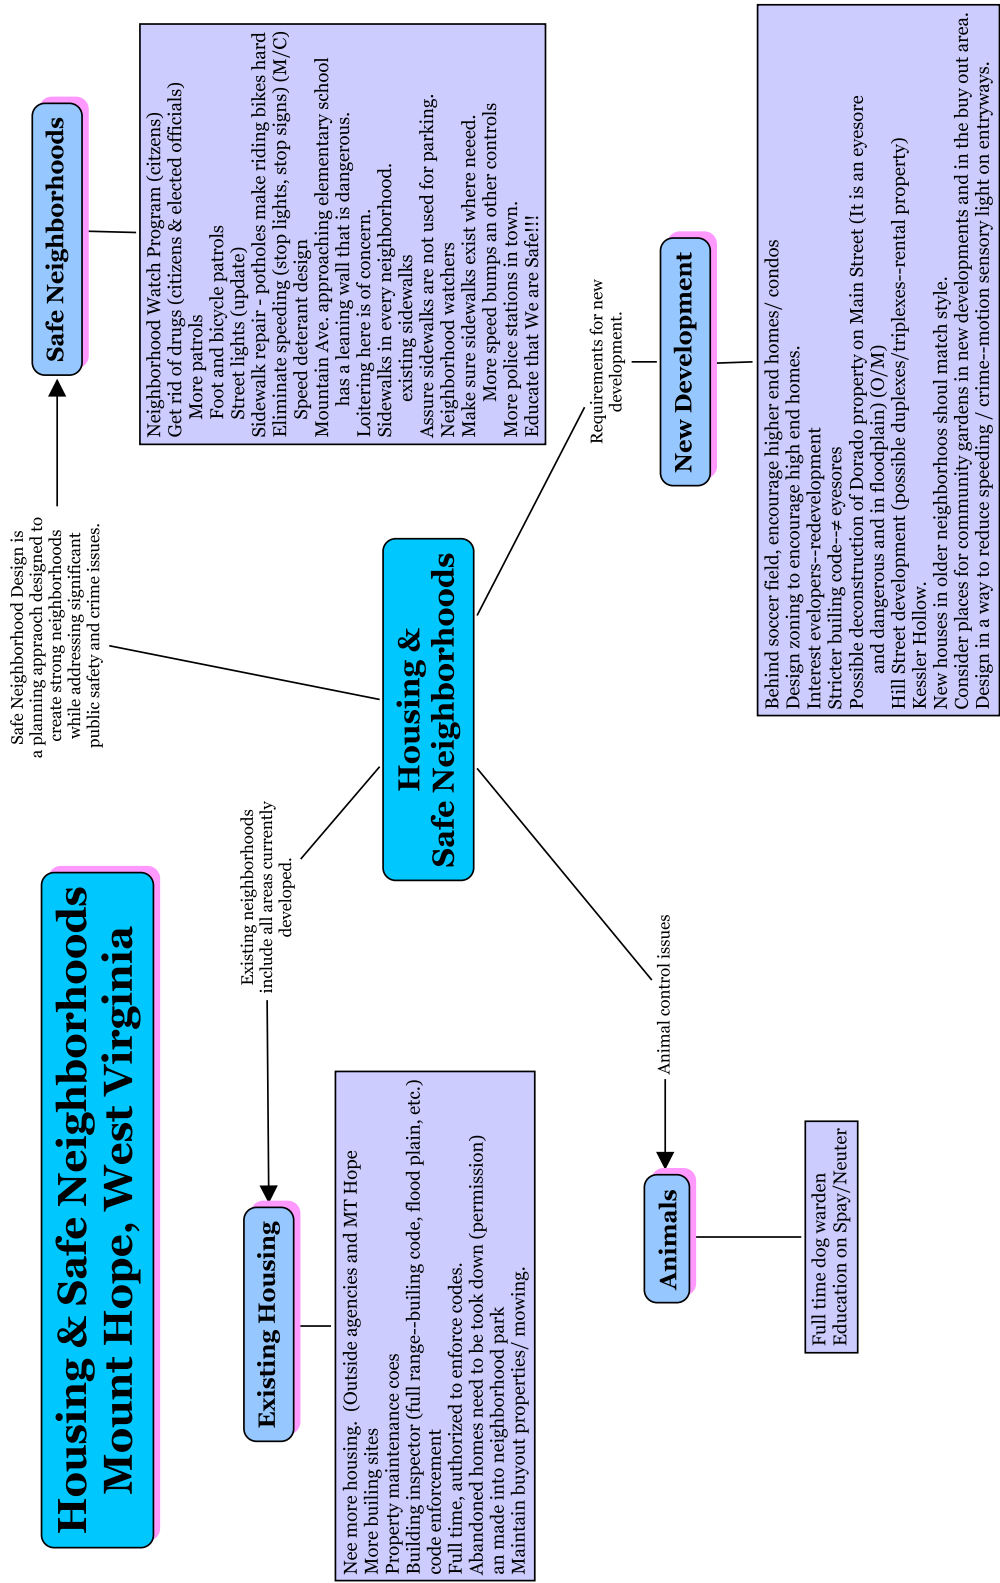 Housing & Safe Neighborhoods
Mount Hope, West Virginia
Safe Neighborhood Design is
a planning appraoch designed to
create strong neighborhoods
while addressing significant
public safety and crime issues.
Safe Neighborhoods
Neighborhood Watch Program (citzens)
Get rid of drugs (citizens & elected officials)
More patrols
Foot and bicycle patrols
Street lights (update)
Sidewalk repair - potholes make riding bikes hard
Eliminate speeding (stop lights, stop signs) (M/C)
Speed deterant design
Mountain Ave. approaching elementary school
has a leaning wall that is dangerous.
Loitering here is of concern.
Sidewalks in every neighborhood.
existing sidewalks
Assure sidewalks are not used for parking.
Neighborhood watchers
Make sure sidewalks exist where need.
More speed bumps an other controls
More police stations in town.
Educate that We are Safe!!!
Existing neighborhoods
include all areas currently
developed.
Existing Housing
Nee more housing.  (Outside agencies and MT Hope
More builing sites
Property maintenance coes
Building inspector (full range--builing code, flood plain, etc.)
code enforcement
Full time, authorized to enforce codes.
Abandoned homes need to be took down (permission)
an made into neighborhood park
Maintain buyout properties/ mowing.
Housing &
Safe Neighborhoods
Requirements for new
development.
New Development
Behind soccer field, encourage higher end homes/ condos
Design zoning to encourage high end homes.
Interest evelopers--redevelopment
Stricter builing code--≠ eyesores
Possible deconstruction of Dorado property on Main Street (It is an eyesore
and dangerous and in floodplain) (O/M)
Hill Street development (possible duplexes/triplexes--rental property)
Kessler Hollow.
New houses in older neighborhoos shoul match style.
Consider places for community gardens in new developments and in the buy out area.
Design in a way to reduce speeding / crime--motion sensory light on entryways.
Animal control issues
Animals
Full time dog warden
Education on Spay/Neuter